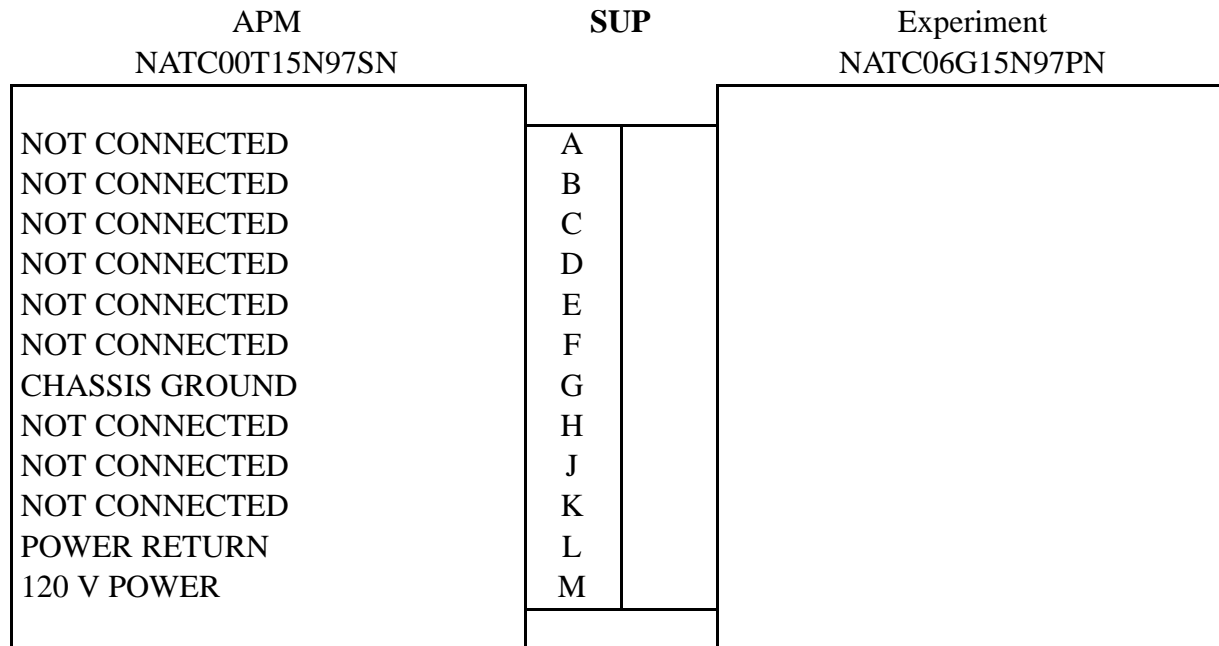 APM SUP Experiment
NATC00T15N97SN NATC06G15N97PN
NOT CONNECTED A
NOT CONNECTED B
NOT CONNECTED C
NOT CONNECTED D
NOT CONNECTED E
NOT CONNECTED F
CHASSIS GROUND G
NOT CONNECTED H
NOT CONNECTED J
NOT CONNECTED K
POWER RETURN L
120 V POWER M